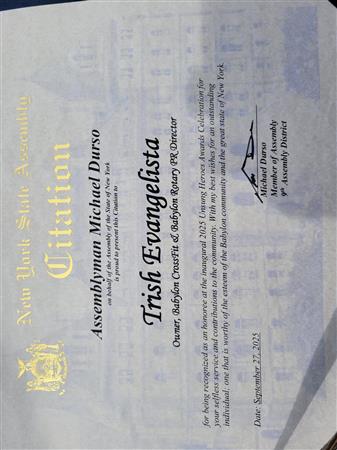 New York State Assembly
Citation
Assemblyman Michael Durso
on behalf of the Assembly of the State of New York
is proud to present this Citation to
Trish Evangelista
Owner, Babylon CrossFit & Babylon Rotary PR Director
for being recognized as an honoree at the inaugural 2025 Unsung Heroes Awards Celebration for
your selfless service and contributions to the community. With my best wishes for an outstanding
individual: one that is worthy of the esteem of the Babylon community and the great state of New York
Michael Durso
Member of Assembly
9th Assembly District
Date: September 27, 2025